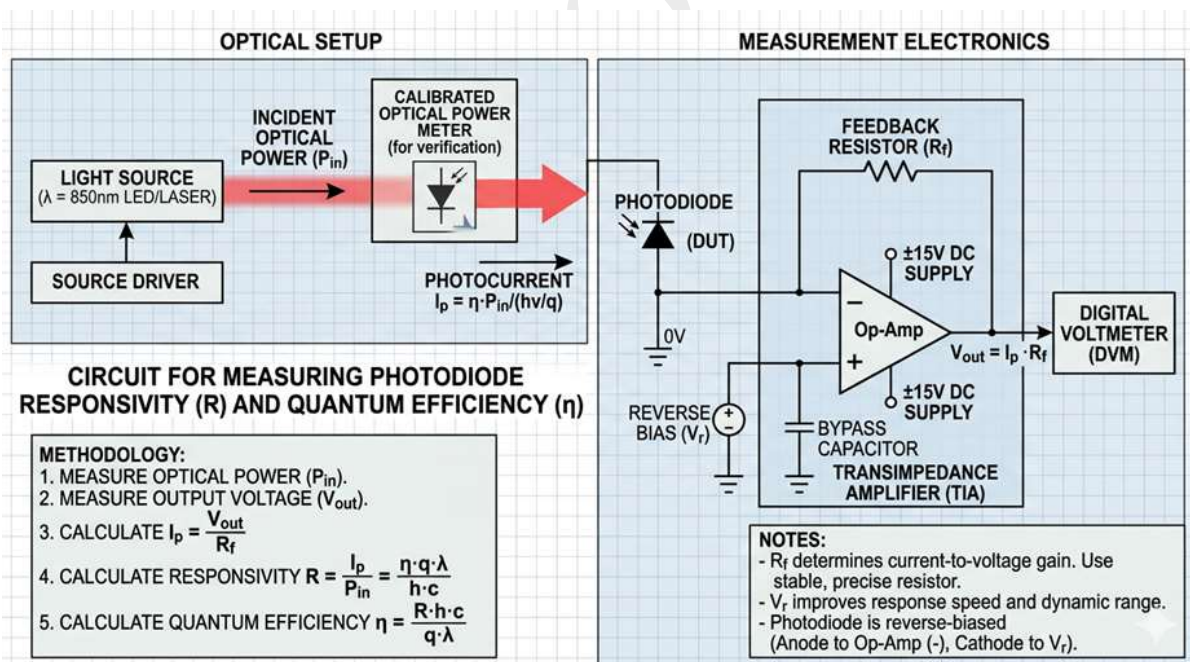 OPTICAL SETUP
INCIDENT
OPTICAL
POWER (Pin)
CALIBRATED
OPTICAL POWER
METER
(for verification)
LIGHT SOURCE
(λ = 850nm LED/LASER)
SOURCE DRIVER
PHOTOCURRENT
Ip = η·Pin/(hv/q)
MEASUREMENT ELECTRONICS
FEEDBACK
RESISTOR (Rf)
PHOTODIODE
(DUT)
±15V DC
SUPPLY
−
Op-Amp
+
Vout = Ip ·Rf
DIGITAL
VOLTMETER
(DVM)
0V
±15V DC
SUPPLY
REVERSE
BIAS (Vr)
+
−
BYPASS
CAPACITOR
TRANSIMPEDANCE
AMPLIFIER (TIA)
CIRCUIT FOR MEASURING PHOTODIODE
RESPONSIVITY (R) AND QUANTUM EFFICIENCY (η)
METHODOLOGY:
1. MEASURE OPTICAL POWER (Pin).
2. MEASURE OUTPUT VOLTAGE (Vout).
3. CALCULATE Ip = Vout/Rf
4. CALCULATE RESPONSIVITY R = Ip/Pin = η·q·λ/h·c
5. CALCULATE QUANTUM EFFICIENCY η = R·h·c/q·λ
NOTES:
- Rf determines current-to-voltage gain. Use
stable, precise resistor.
- Vr improves response speed and dynamic range.
- Photodiode is reverse-biased
(Anode to Op-Amp (-), Cathode to Vr).